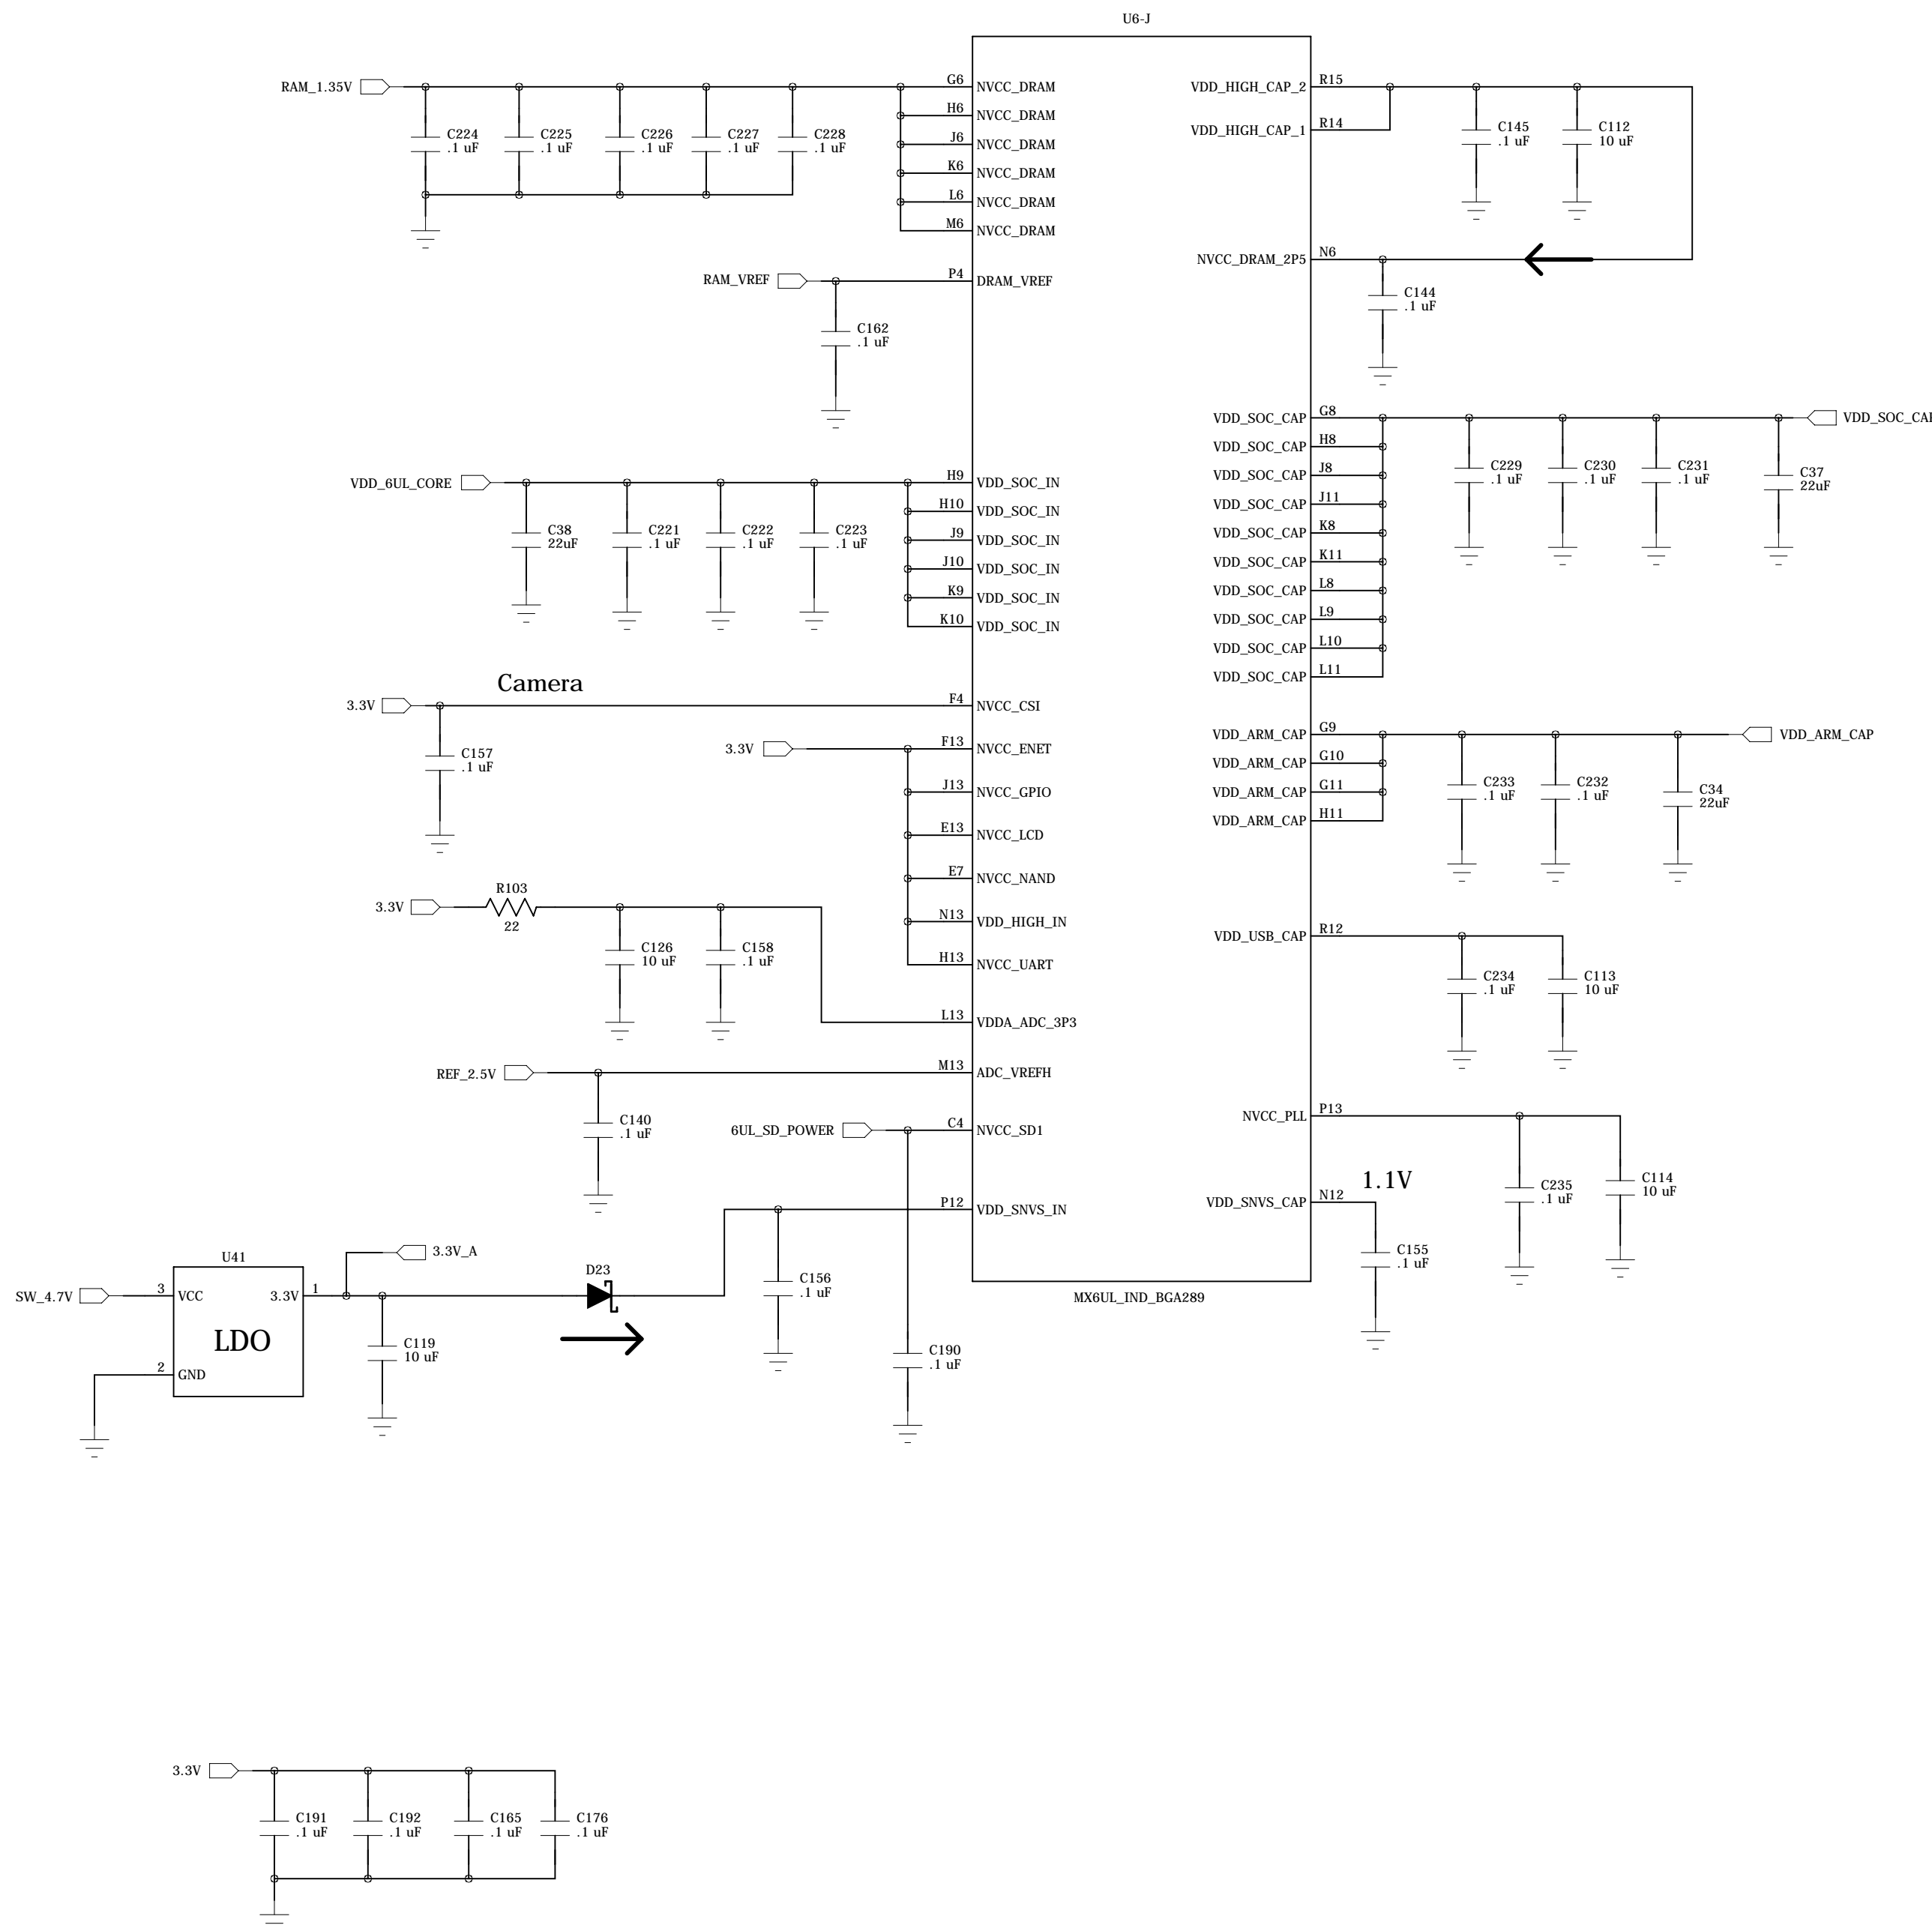 U6-J
RAM_1.35V
C224
.1 uF
C225
.1 uF
C226
.1 uF
C227
.1 uF
C228
.1 uF
G6
NVCC_DRAM
H6
NVCC_DRAM
J6
NVCC_DRAM
K6
NVCC_DRAM
L6
NVCC_DRAM
M6
NVCC_DRAM
RAM_VREF
P4
DRAM_VREF
C162
.1 uF
VDD_6UL_CORE
C38
22uF
C221
.1 uF
C222
.1 uF
C223
.1 uF
H9
VDD_SOC_IN
H10
VDD_SOC_IN
J9
VDD_SOC_IN
J10
VDD_SOC_IN
K9
VDD_SOC_IN
K10
VDD_SOC_IN
Camera
3.3V
F4
NVCC_CSI
C157
.1 uF
3.3V
F13
NVCC_ENET
J13
NVCC_GPIO
E13
NVCC_LCD
E7
NVCC_NAND
N13
VDD_HIGH_IN
H13
NVCC_UART
3.3V
R103
22
C126
10 uF
C158
.1 uF
L13
VDDA_ADC_3P3
REF_2.5V
M13
ADC_VREFH
C140
.1 uF
6UL_SD_POWER
C4
NVCC_SD1
P12
VDD_SNVS_IN
C156
.1 uF
C190
.1 uF
U41
3.3V_A
SW_4.7V
3
VCC
3.3V
1
LDO
2
GND
C119
10 uF
D23
MX6UL_IND_BGA289
VDD_HIGH_CAP_2
R15
VDD_HIGH_CAP_1
R14
C145
.1 uF
C112
10 uF
NVCC_DRAM_2P5
N6
C144
.1 uF
VDD_SOC_CAP
G8
VDD_SOC_CAP
H8
VDD_SOC_CAP
J8
VDD_SOC_CAP
J11
VDD_SOC_CAP
K8
VDD_SOC_CAP
K11
VDD_SOC_CAP
L8
VDD_SOC_CAP
L9
VDD_SOC_CAP
L10
VDD_SOC_CAP
L11
C229
.1 uF
C230
.1 uF
C231
.1 uF
C37
22uF
VDD_SOC_CAP
VDD_ARM_CAP
G9
VDD_ARM_CAP
G10
VDD_ARM_CAP
G11
VDD_ARM_CAP
H11
C233
.1 uF
C232
.1 uF
C34
22uF
VDD_ARM_CAP
VDD_USB_CAP
R12
C234
.1 uF
C113
10 uF
NVCC_PLL
P13
C235
.1 uF
C114
10 uF
1.1V
VDD_SNVS_CAP
N12
C155
.1 uF
3.3V
C191
.1 uF
C192
.1 uF
C165
.1 uF
C176
.1 uF